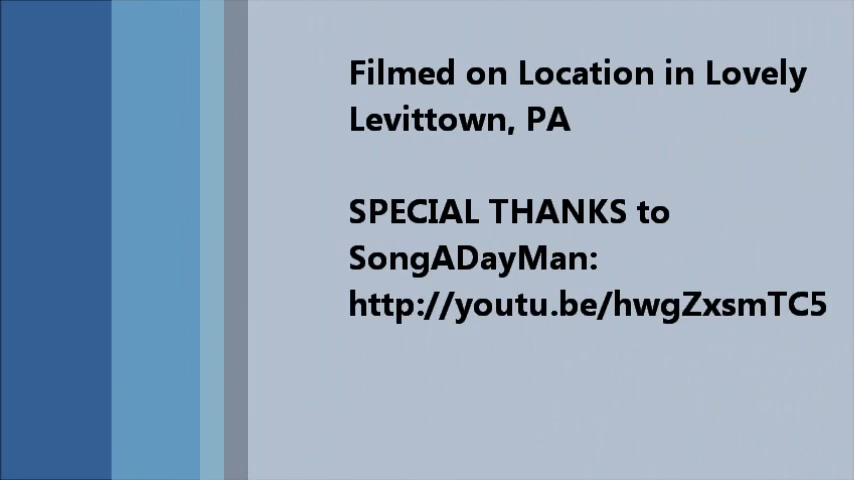 Filmed on Location in Lovely
Levittown, PA
SPECIAL THANKS to
SongADayMan:
http://youtu.be/hwgZxsmTC5